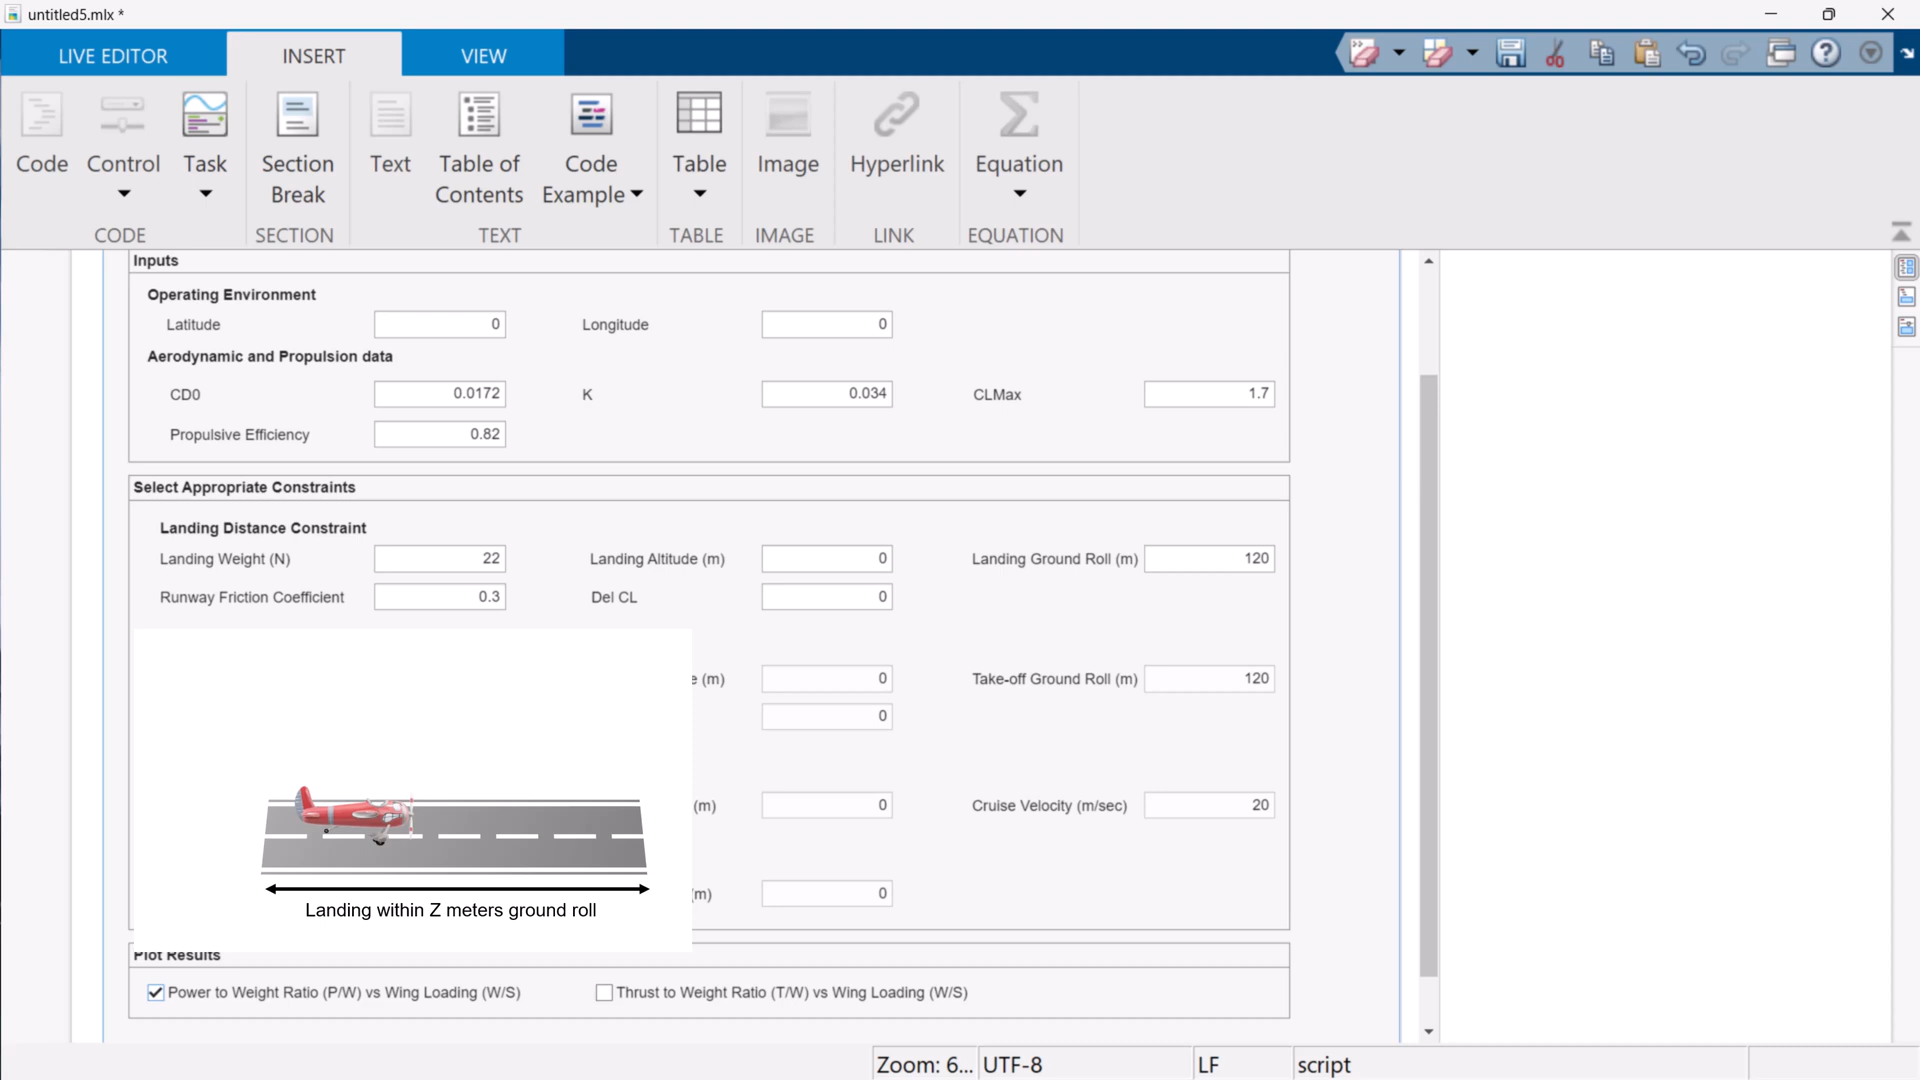 untitled5.mlx *
LIVE EDITOR INSERT VIEW
Code Control Task Section Break Text Table of Contents Code Example Table Image Hyperlink Equation
CODE SECTION TEXT TABLE IMAGE LINK EQUATION
Inputs
Operating Environment
Latitude 0 Longitude 0
Aerodynamic and Propulsion data
CD0 0.0172 K 0.034 CLMax 1.7
Propulsive Efficiency 0.82
Select Appropriate Constraints
Landing Distance Constraint
Landing Weight (N) 22 Landing Altitude (m) 0 Landing Ground Roll (m) 120
Runway Friction Coefficient 0.3 Del CL 0
e (m) 0 Take-off Ground Roll (m) 120
0
(m) 0 Cruise Velocity (m/sec) 20
(m) 0
Landing within Z meters ground roll
Plot Results
Power to Weight Ratio (P/W) vs Wing Loading (W/S) Thrust to Weight Ratio (T/W) vs Wing Loading (W/S)
Zoom: 6... UTF-8 LF script